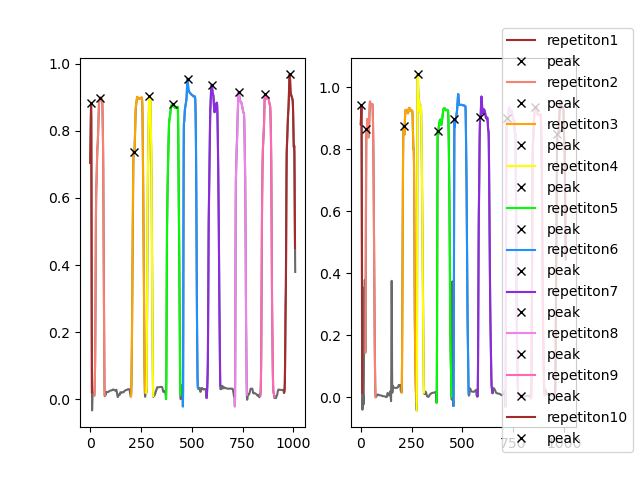 1.0
0.8
0.6
0.4
0.2
0.0
0
250
500
750
1000
1.0
0.8
0.6
0.4
0.2
0.0
0
250
500
750
1000
repetiton1
peak
repetiton2
peak
repetiton3
peak
repetiton4
peak
repetiton5
peak
repetiton6
peak
repetiton7
peak
repetiton8
peak
repetiton9
peak
repetiton10
peak